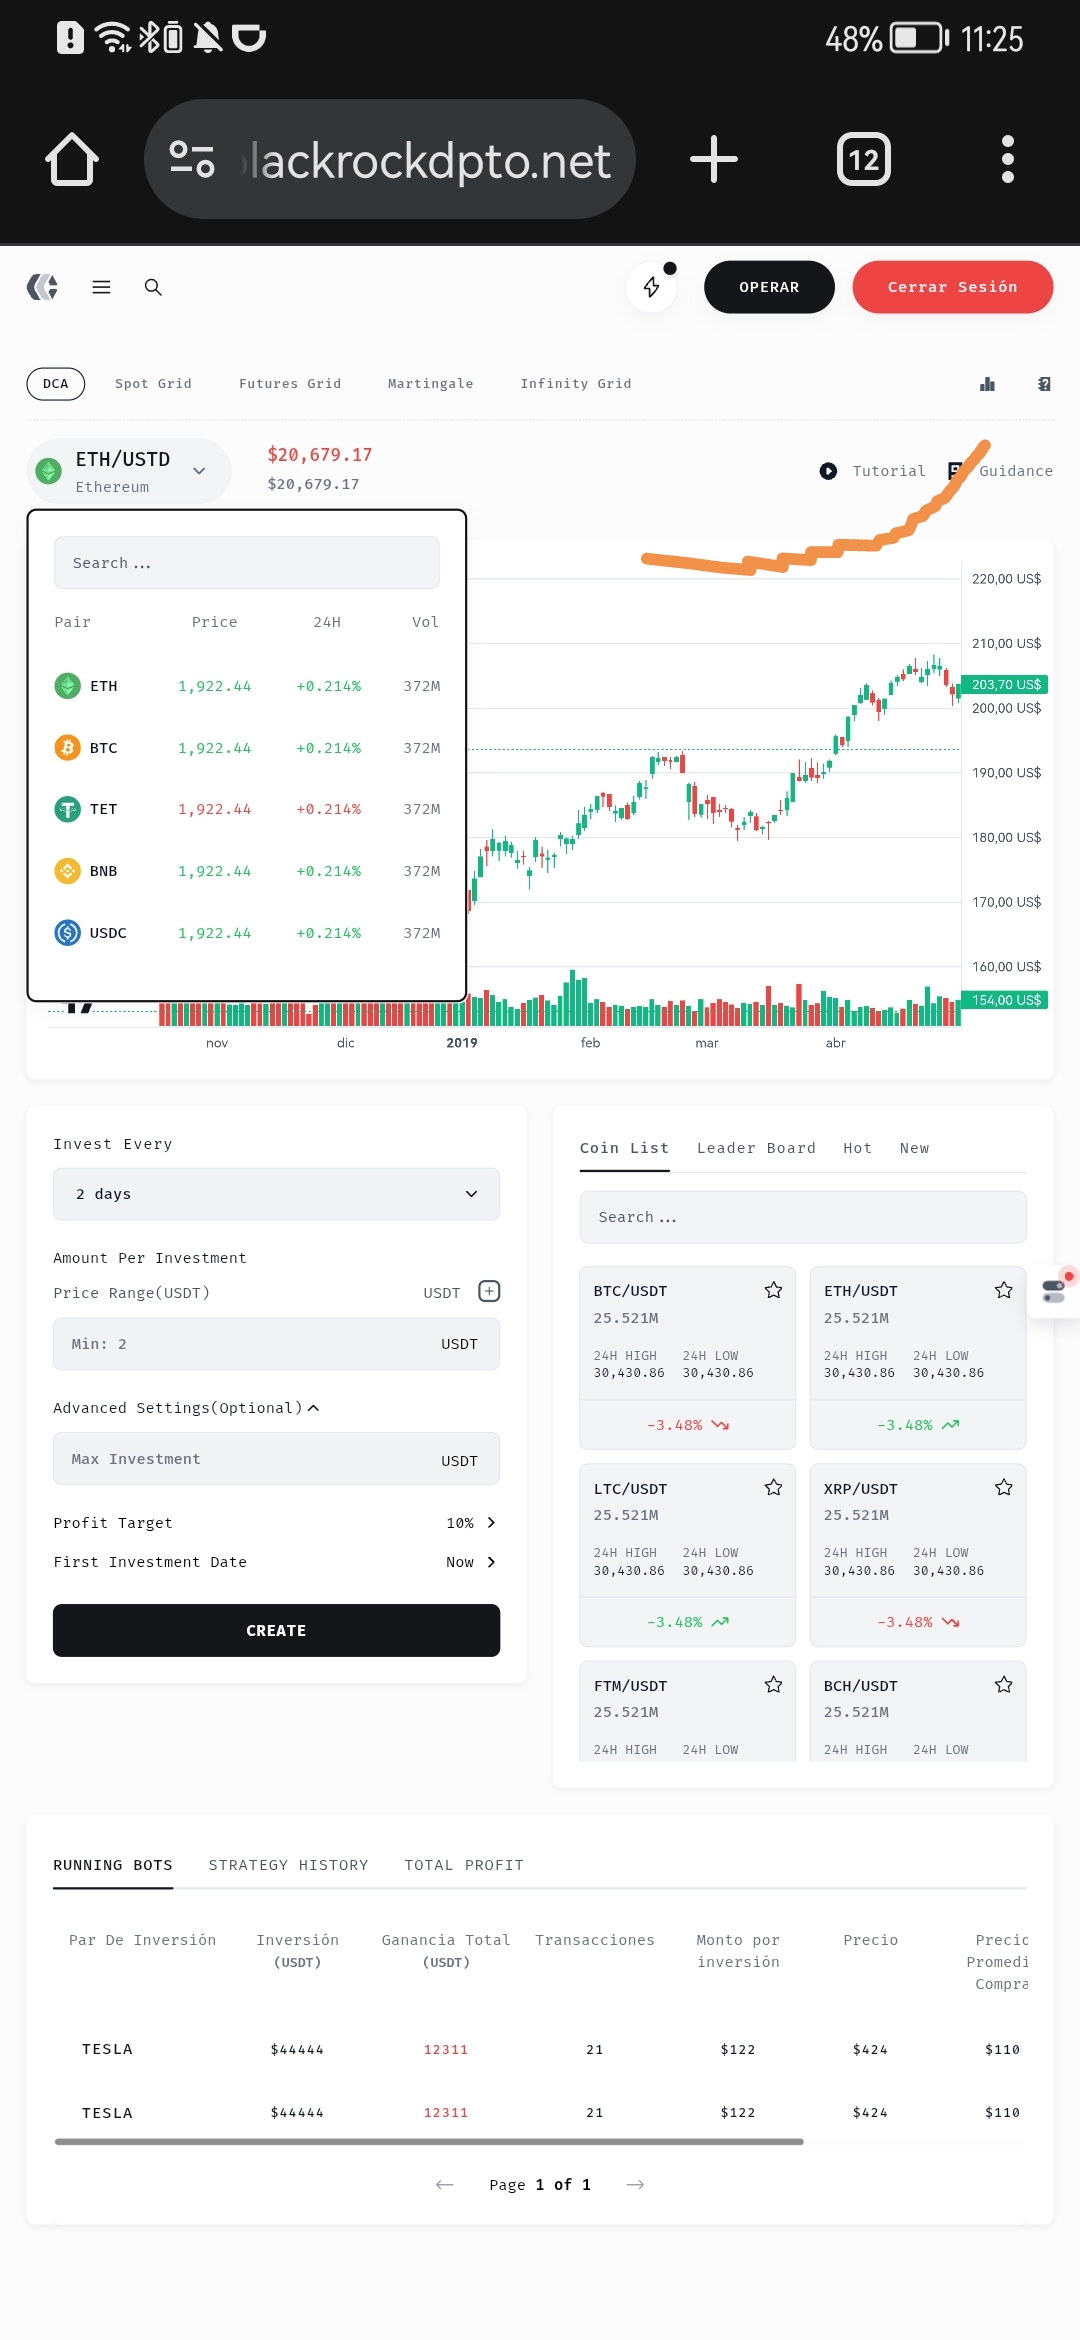 48% 11:25
lackrockdpto.net
12
OPERAR
Cerrar Sesión
DCA Spot Grid Futures Grid Martingale Infinity Grid
ETH/USTD
Ethereum
$20,679.17
$20,679.17
Tutorial Guidance
Search...
Pair Price 24H Vol
ETH 1,922.44 +0.214% 372M
BTC 1,922.44 +0.214% 372M
TET 1,922.44 +0.214% 372M
BNB 1,922.44 +0.214% 372M
USDC 1,922.44 +0.214% 372M
220,00 US$
210,00 US$
203,70 US$
200,00 US$
190,00 US$
180,00 US$
170,00 US$
160,00 US$
154,00 US$
nov dic 2019 feb mar abr
Invest Every
2 days
Amount Per Investment
Price Range(USDT) USDT
Min: 2 USDT
Advanced Settings(Optional)
Max Investment USDT
Profit Target 10%
First Investment Date Now
CREATE
Coin List Leader Board Hot New
Search...
BTC/USDT
25.521M
24H HIGH 24H LOW
30,430.86 30,430.86
-3.48%
ETH/USDT
25.521M
24H HIGH 24H LOW
30,430.86 30,430.86
-3.48%
LTC/USDT
25.521M
24H HIGH 24H LOW
30,430.86 30,430.86
-3.48%
XRP/USDT
25.521M
24H HIGH 24H LOW
30,430.86 30,430.86
-3.48%
FTM/USDT
25.521M
24H HIGH 24H LOW
BCH/USDT
25.521M
24H HIGH 24H LOW
RUNNING BOTS STRATEGY HISTORY TOTAL PROFIT
Par De Inversión Inversión Ganancia Total Transacciones Monto por Precio Precio
(USDT) (USDT) inversión Promedi
Compra
TESLA $44444 12311 21 $122 $424 $110
TESLA $44444 12311 21 $122 $424 $110
Page 1 of 1